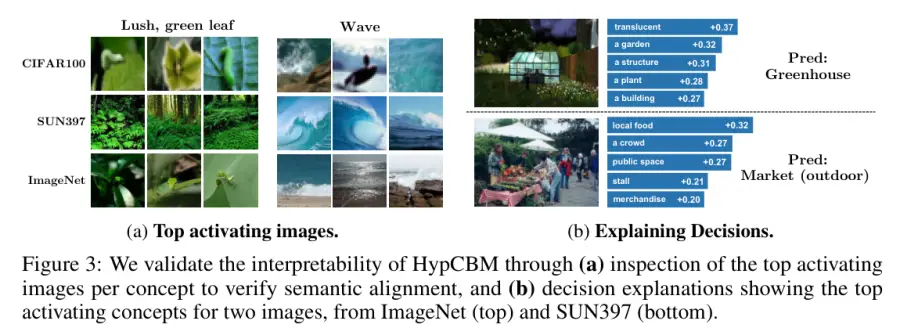 Lush, green leaf
Wave
CIFAR100
SUN397
ImageNet
(a) Top activating images.
translucent +0.37
a garden +0.32
a structure +0.31
a plant +0.28
a building +0.27
Pred:
Greenhouse
local food +0.32
a crowd +0.27
public space +0.27
stall +0.21
merchandise +0.20
Pred:
Market (outdoor)
(b) Explaining Decisions.
Figure 3: We validate the interpretability of HypCBM through (a) inspection of the top activating
images per concept to verify semantic alignment, and (b) decision explanations showing the top
activating concepts for two images, from ImageNet (top) and SUN397 (bottom).